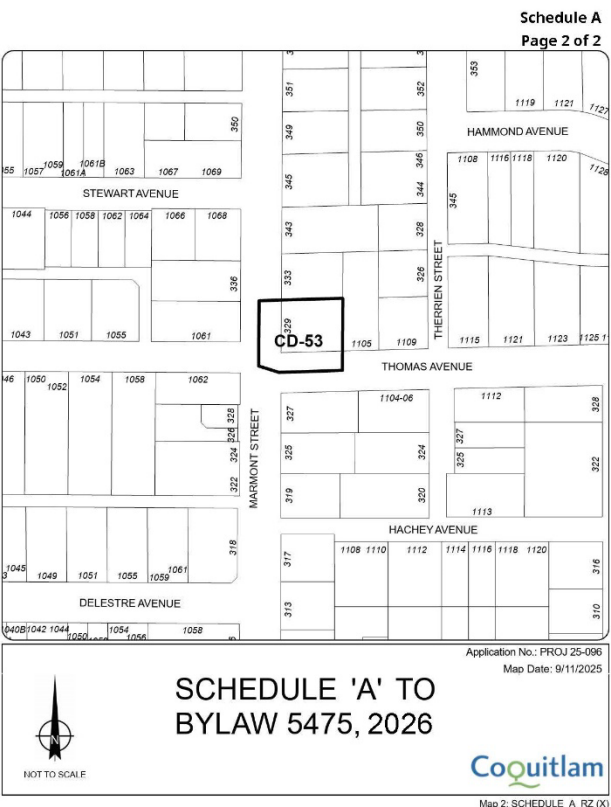 Schedule A
Page 2 of 2
353
351
352
1119 1121 1127
350
349
350
HAMMOND AVENUE
1059 1061B
346
1108 1116 1118 1120
1057 1061A 1063 1067 1069
1128
STEWART AVENUE
345
344
345
1044 1056 1058 1062 1064 1066 1068
343
328
THERRIEN STREET
336
333
326
329
CD-53
1043 1051 1055 1061
1105 1109
1115 1121 1123 1125
THOMAS AVENUE
1050 1052 1054 1058 1062
1104-06
1112
328
MARMONT STREET
328
326
327
327
324
325
324
325
322
322
319
320
1113
HACHEY AVENUE
318
317
1108 1110 1112 1114 1116 1118 1120
316
1045 1049 1051 1055 1059 1061
DELESTRE AVENUE
313
310
1040B 1042 1044 1050 1054 1056 1058
Application No.: PROJ 25-096
Map Date: 9/11/2025
SCHEDULE 'A' TO
BYLAW 5475, 2026
N
NOT TO SCALE
Coquitlam
Map 2: SCHEDULE_A_RZ (X)